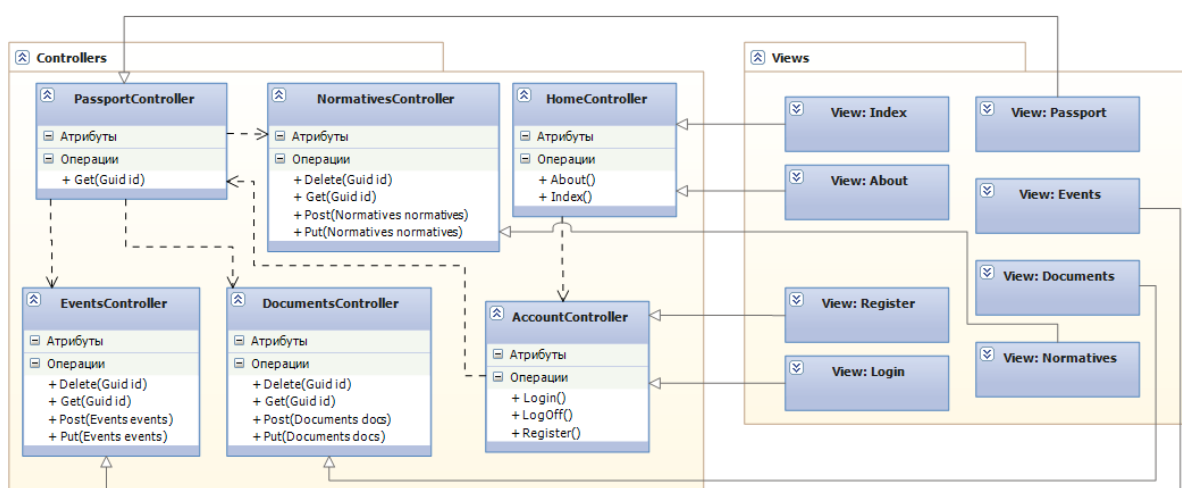 Controllers
PassportController
Атрибуты
Операции
+ Get(Guid id)
NormativesController
Атрибуты
Операции
+ Delete(Guid id)
+ Get(Guid id)
+ Post(Normatives normatives)
+ Put(Normatives normatives)
HomeController
Атрибуты
Операции
+ About()
+ Index()
EventsController
Атрибуты
Операции
+ Delete(Guid id)
+ Get(Guid id)
+ Post(Events events)
+ Put(Events events)
DocumentsController
Атрибуты
Операции
+ Delete(Guid id)
+ Get(Guid id)
+ Post(Documents docs)
+ Put(Documents docs)
AccountController
Атрибуты
Операции
+ Login()
+ LogOff()
+ Register()
Views
View: Index
View: Passport
View: About
View: Events
View: Documents
View: Register
View: Normatives
View: Login